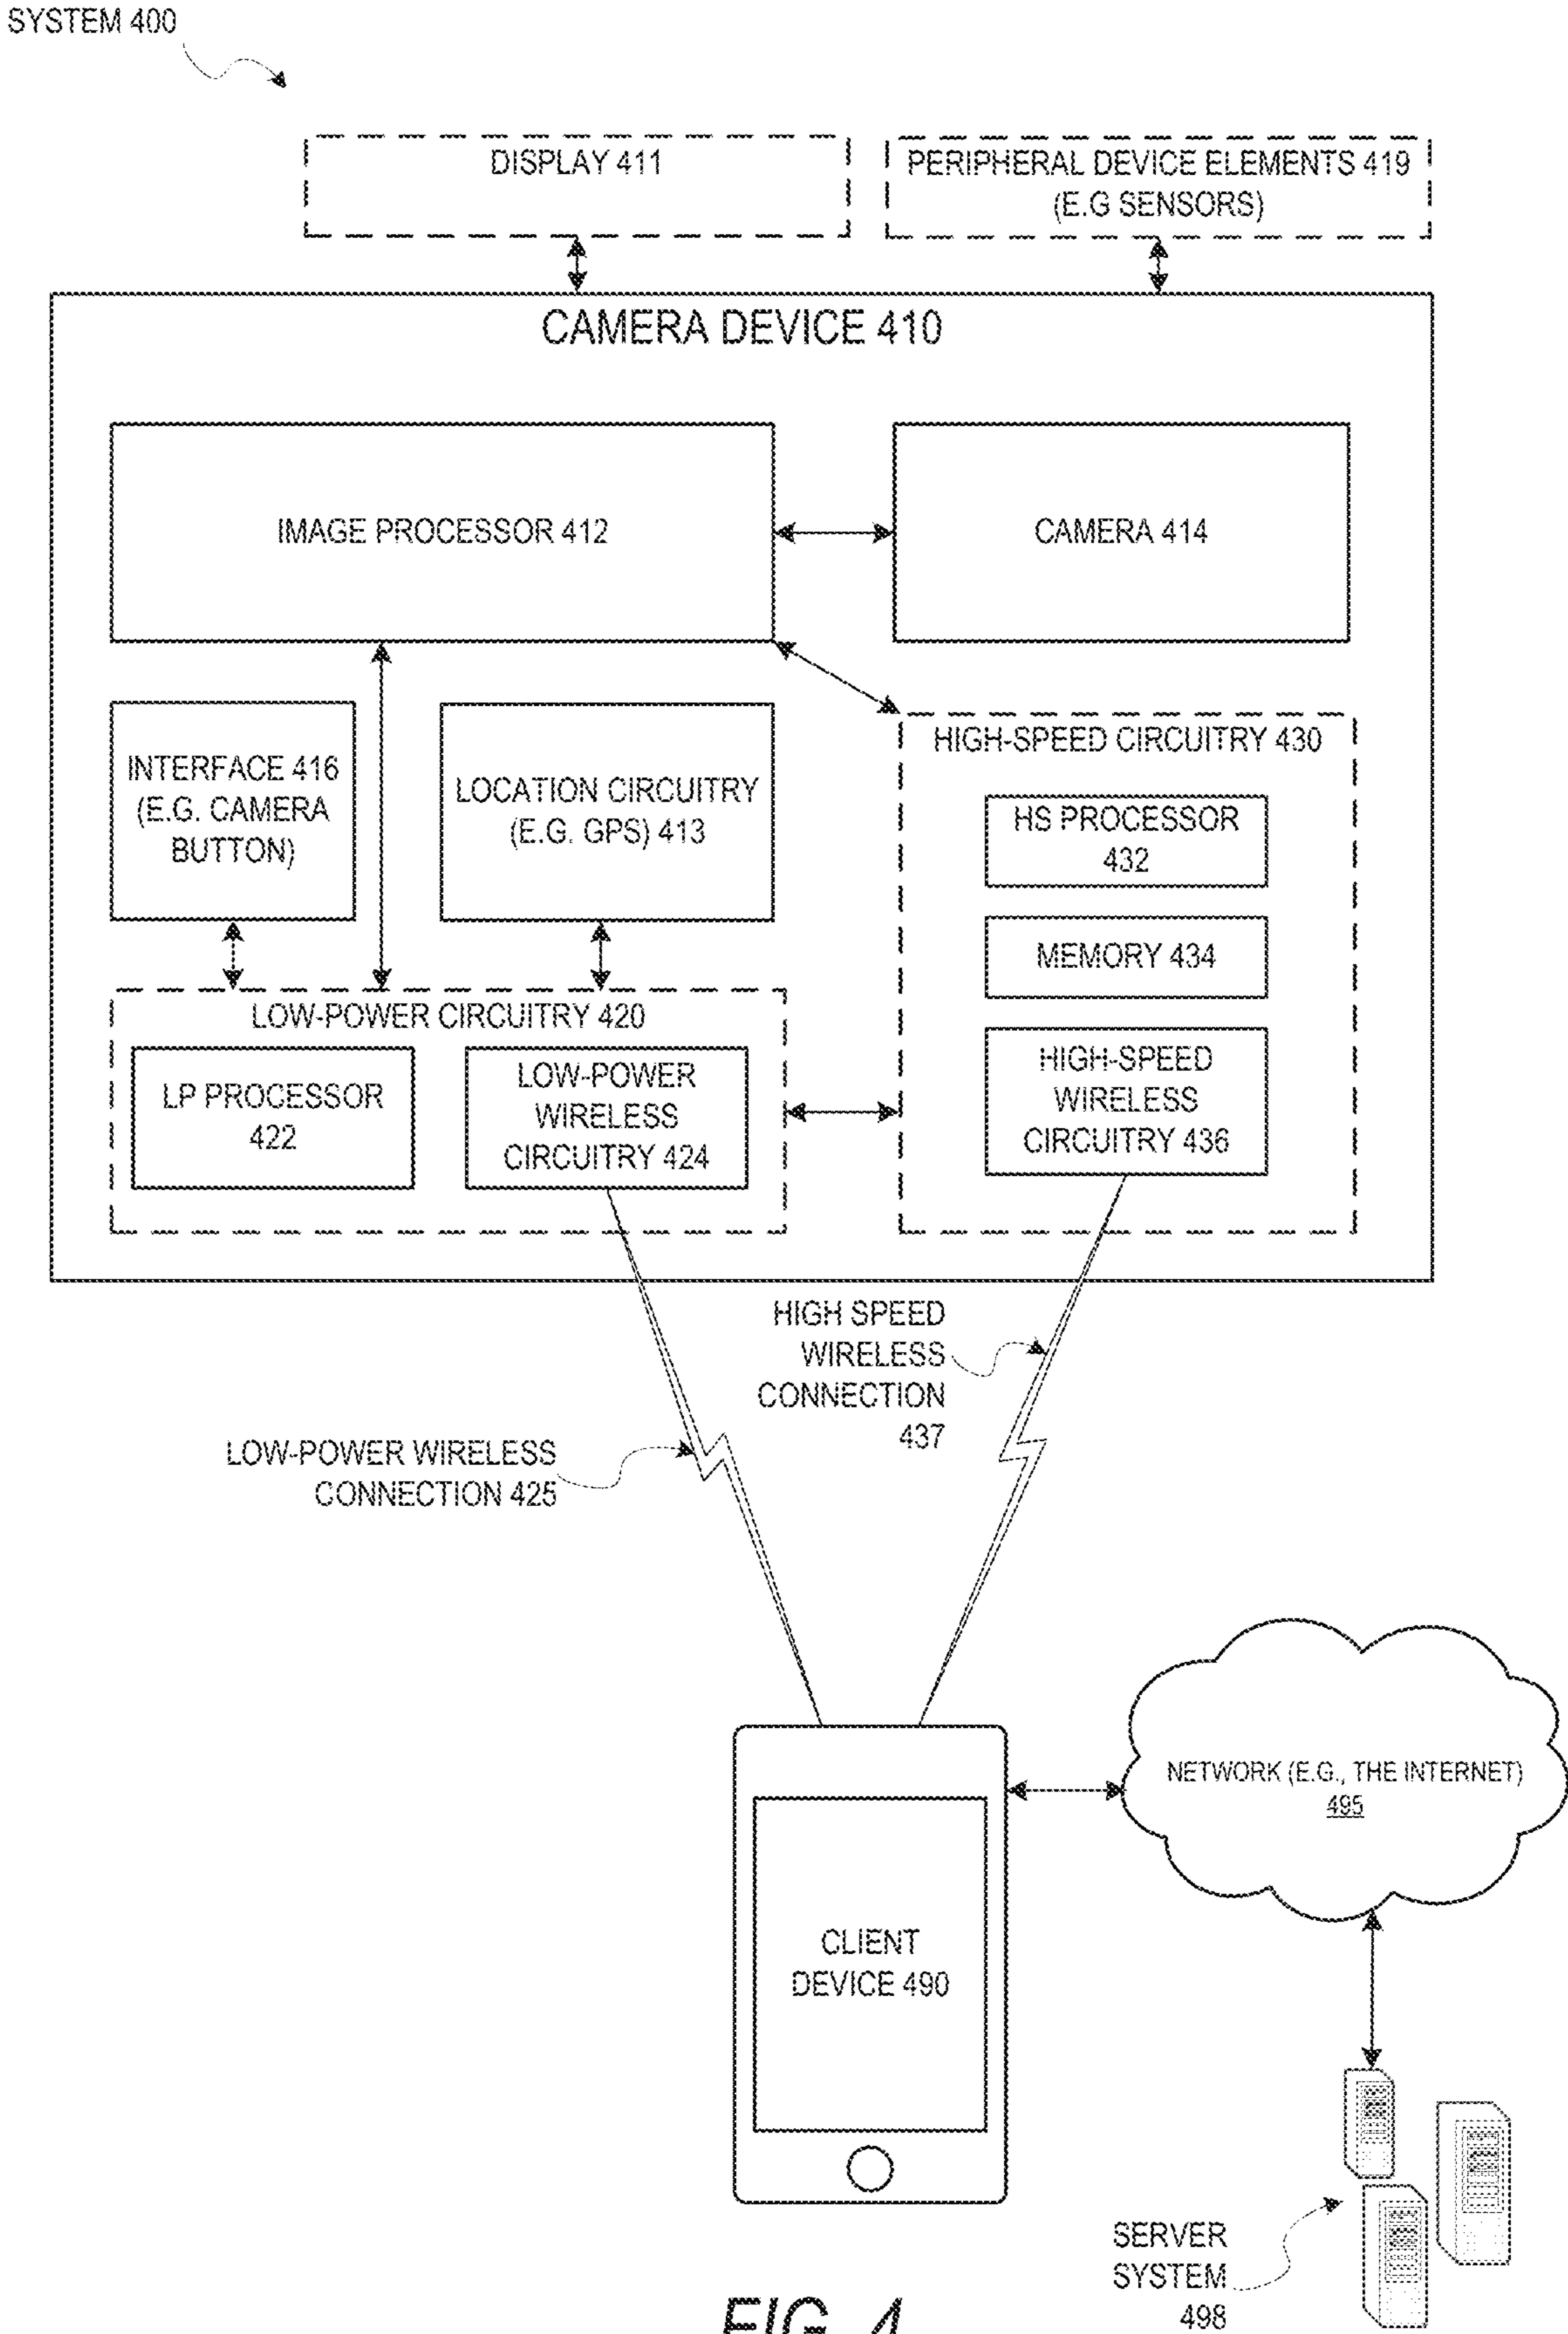 SYSTEM 400
DISPLAY 411
PERIPHERAL DEVICE ELEMENTS 419
(E.G SENSORS)
CAMERA DEVICE 410
IMAGE PROCESSOR 412
CAMERA 414
INTERFACE 416
(E.G. CAMERA
BUTTON)
LOCATION CIRCUITRY
(E.G. GPS) 413
HIGH-SPEED CIRCUITRY 430
HS PROCESSOR
432
MEMORY 434
HIGH-SPEED
WIRELESS
CIRCUITRY 436
LOW-POWER CIRCUITRY 420
LP PROCESSOR
422
LOW-POWER
WIRELESS
CIRCUITRY 424
HIGH SPEED
WIRELESS
CONNECTION
437
LOW-POWER WIRELESS
CONNECTION 425
NETWORK (E.G., THE INTERNET)
495
CLIENT
DEVICE 490
SERVER
SYSTEM
498
FIG. 4